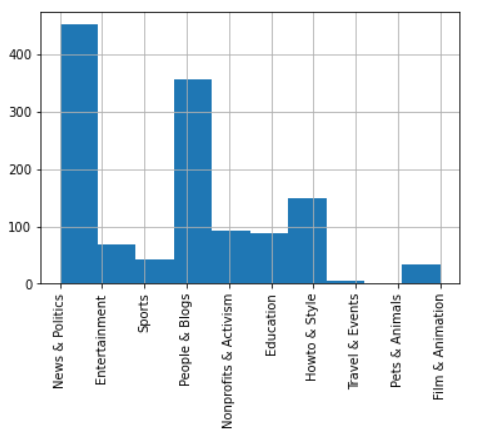 400
300
200
100
0
News & Politics
Entertainment
Sports
People & Blogs
Nonprofits & Activism
Education
Howto & Style
Travel & Events
Pets & Animals
Film & Animation